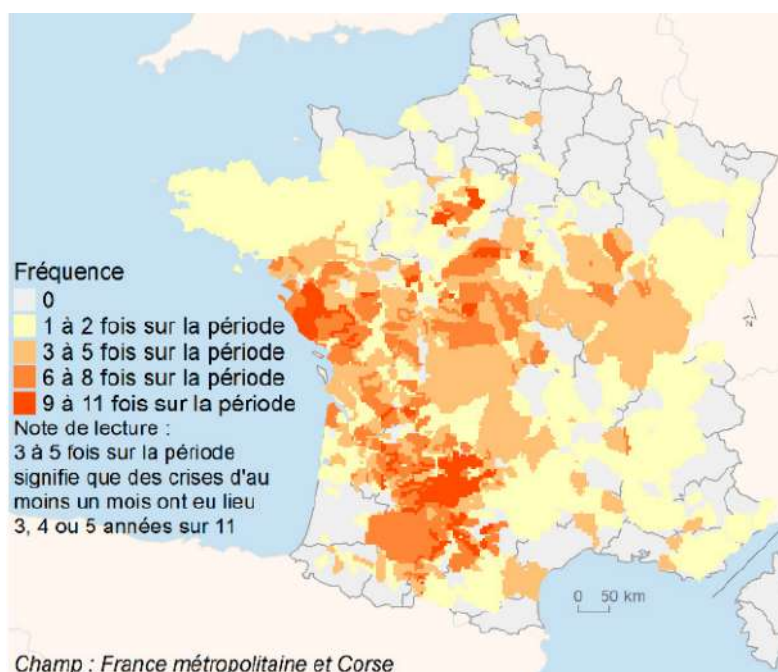 Fréquence
0
1 à 2 fois sur la période
3 à 5 fois sur la période
6 à 8 fois sur la période
9 à 11 fois sur la période
Note de lecture :
3 à 5 fois sur la période
signifie que des crises d'au
moins un mois ont eu lieu
3, 4 ou 5 années sur 11
N
0 50 km
Champ : France métropolitaine et Corse